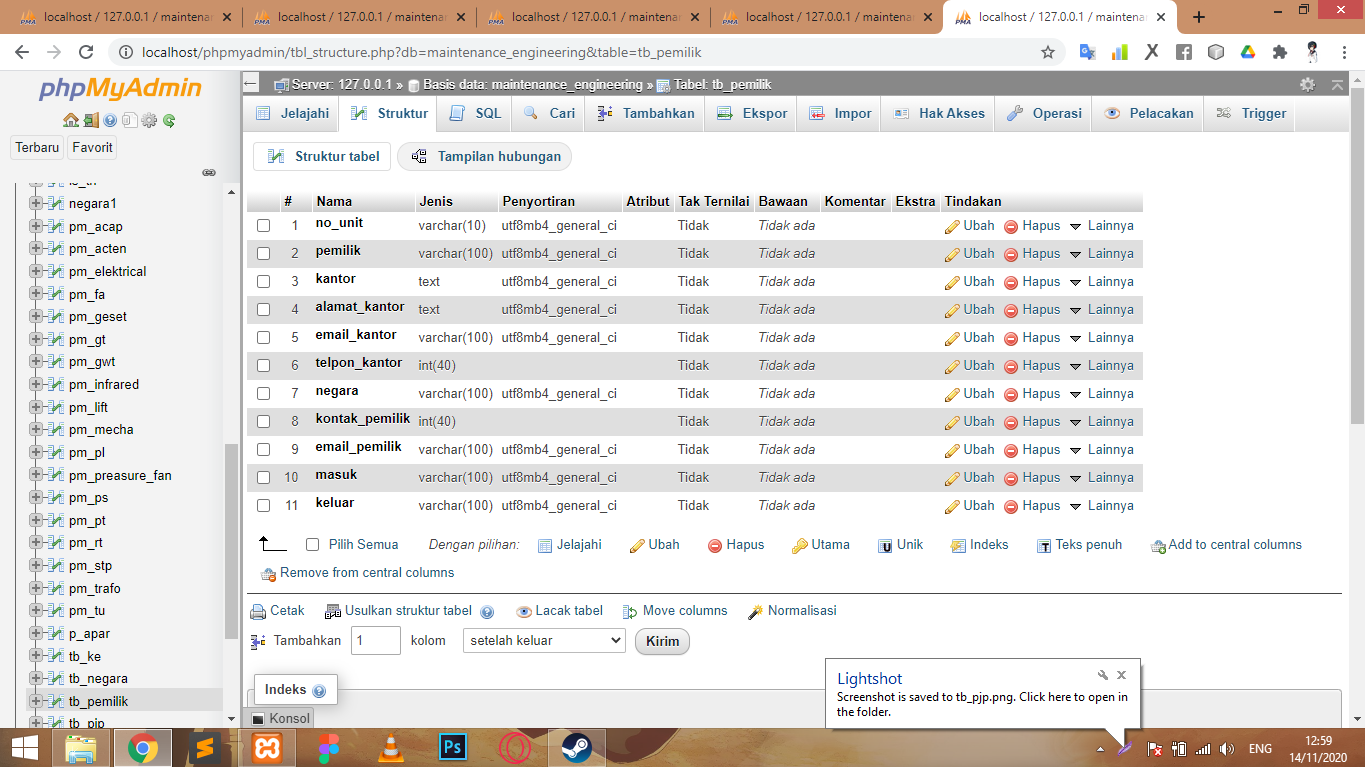 localhost / 127.0.0.1 / maintenan
localhost / 127.0.0.1 / maintenan
localhost / 127.0.0.1 / maintenan
localhost / 127.0.0.1 / maintenan
localhost / 127.0.0.1 / maintenan
localhost/phpmyadmin/tbl_structure.php?db=maintenance_engineering&table=tb_pemilik
phpMyAdmin
Terbaru Favorit
negara1
pm_acap
pm_acten
pm_elektrical
pm_fa
pm_geset
pm_gt
pm_gwt
pm_infrared
pm_lift
pm_mecha
pm_pl
pm_preasure_fan
pm_ps
pm_pt
pm_rt
pm_stp
pm_trafo
pm_tu
p_apar
tb_ke
tb_negara
tb_pemilik
tb_pjp
Server: 127.0.0.1 » Basis data: maintenance_engineering » Tabel: tb_pemilik
Jelajahi Struktur SQL Cari Tambahkan Ekspor Impor Hak Akses Operasi Pelacakan Trigger
Struktur tabel Tampilan hubungan
# Nama Jenis Penyortiran Atribut Tak Ternilai Bawaan Komentar Ekstra Tindakan
1 no_unit varchar(10) utf8mb4_general_ci Tidak Tidak ada Ubah Hapus Lainnya
2 pemilik varchar(100) utf8mb4_general_ci Tidak Tidak ada Ubah Hapus Lainnya
3 kantor text utf8mb4_general_ci Tidak Tidak ada Ubah Hapus Lainnya
4 alamat_kantor text utf8mb4_general_ci Tidak Tidak ada Ubah Hapus Lainnya
5 email_kantor varchar(100) utf8mb4_general_ci Tidak Tidak ada Ubah Hapus Lainnya
6 telpon_kantor int(40) Tidak Tidak ada Ubah Hapus Lainnya
7 negara varchar(100) utf8mb4_general_ci Tidak Tidak ada Ubah Hapus Lainnya
8 kontak_pemilik int(40) Tidak Tidak ada Ubah Hapus Lainnya
9 email_pemilik varchar(100) utf8mb4_general_ci Tidak Tidak ada Ubah Hapus Lainnya
10 masuk varchar(100) utf8mb4_general_ci Tidak Tidak ada Ubah Hapus Lainnya
11 keluar varchar(100) utf8mb4_general_ci Tidak Tidak ada Ubah Hapus Lainnya
Pilih Semua Dengan pilihan: Jelajahi Ubah Hapus Utama Unik Indeks Teks penuh Add to central columns
Remove from central columns
Cetak Usulkan struktur tabel Lacak tabel Move columns Normalisasi
Tambahkan 1 kolom setelah keluar Kirim
Indeks
Konsol
Lightshot
Screenshot is saved to tb_pjp.png. Click here to open in
the folder.
ENG
12:59
14/11/2020